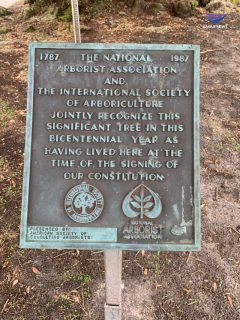 1787 THE NATIONAL 1987
ARBORIST ASSOCIATION
AND
THE INTERNATIONAL SOCIETY
OF ARBORICULTURE
JOINTLY RECOGNIZE THIS
SIGNIFICANT TREE IN THIS
BICENTENNIAL YEAR AS
HAVING LIVED HERE AT THE
TIME OF THE SIGNING OF
OUR CONSTITUTION
NATIONAL
ARBORIST
ASSOCIATION
PRESENTED BY:
AMERICAN SOCIETY OF
CONSULTING ARBORISTS